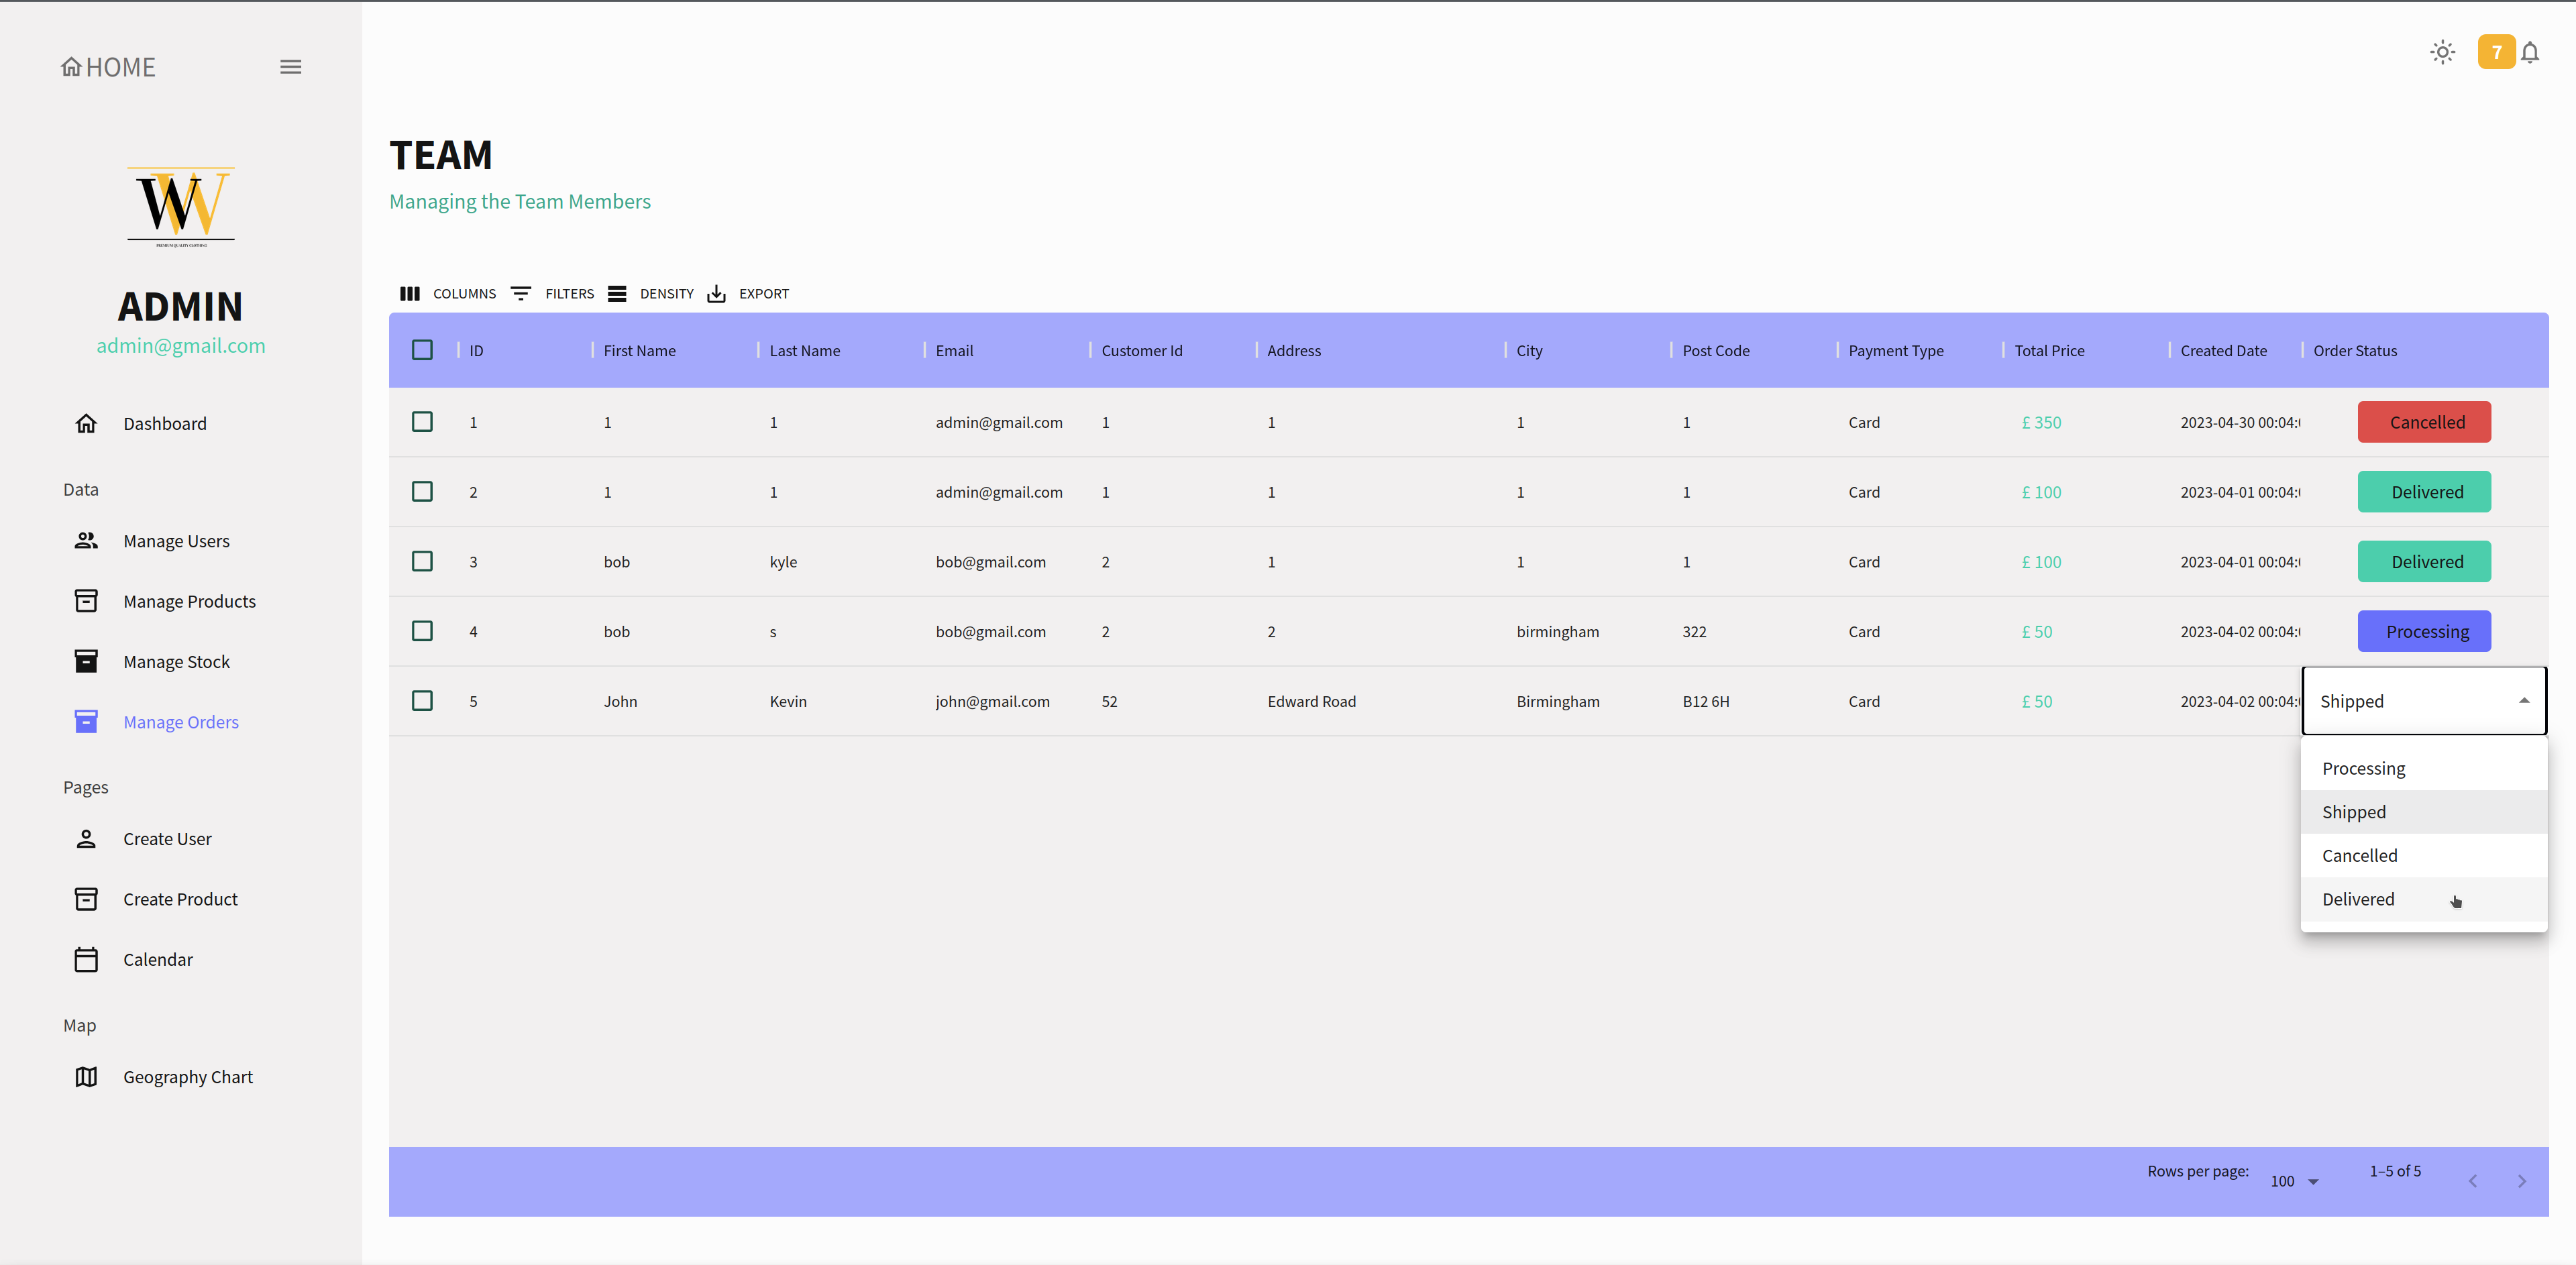 HOME
7
TEAM
Managing the Team Members
W W
PREMIUM QUALITY CLOTHING
ADMIN
admin@gmail.com
Dashboard
Data
Manage Users
Manage Products
Manage Stock
Manage Orders
Pages
Create User
Create Product
Calendar
Map
Geography Chart
COLUMNS FILTERS DENSITY EXPORT
ID First Name Last Name Email Customer Id Address City Post Code Payment Type Total Price Created Date Order Status
1 1 1 admin@gmail.com 1 1 1 1 Card £ 350 2023-04-30 00:04: Cancelled
2 1 1 admin@gmail.com 1 1 1 1 Card £ 100 2023-04-01 00:04: Delivered
3 bob kyle bob@gmail.com 2 1 1 1 Card £ 100 2023-04-01 00:04: Delivered
4 bob s bob@gmail.com 2 2 birmingham 322 Card £ 50 2023-04-02 00:04: Processing
5 John Kevin john@gmail.com 52 Edward Road Birmingham B12 6H Card £ 50 2023-04-02 00:04: Shipped
Processing
Shipped
Cancelled
Delivered
Rows per page: 100 1–5 of 5